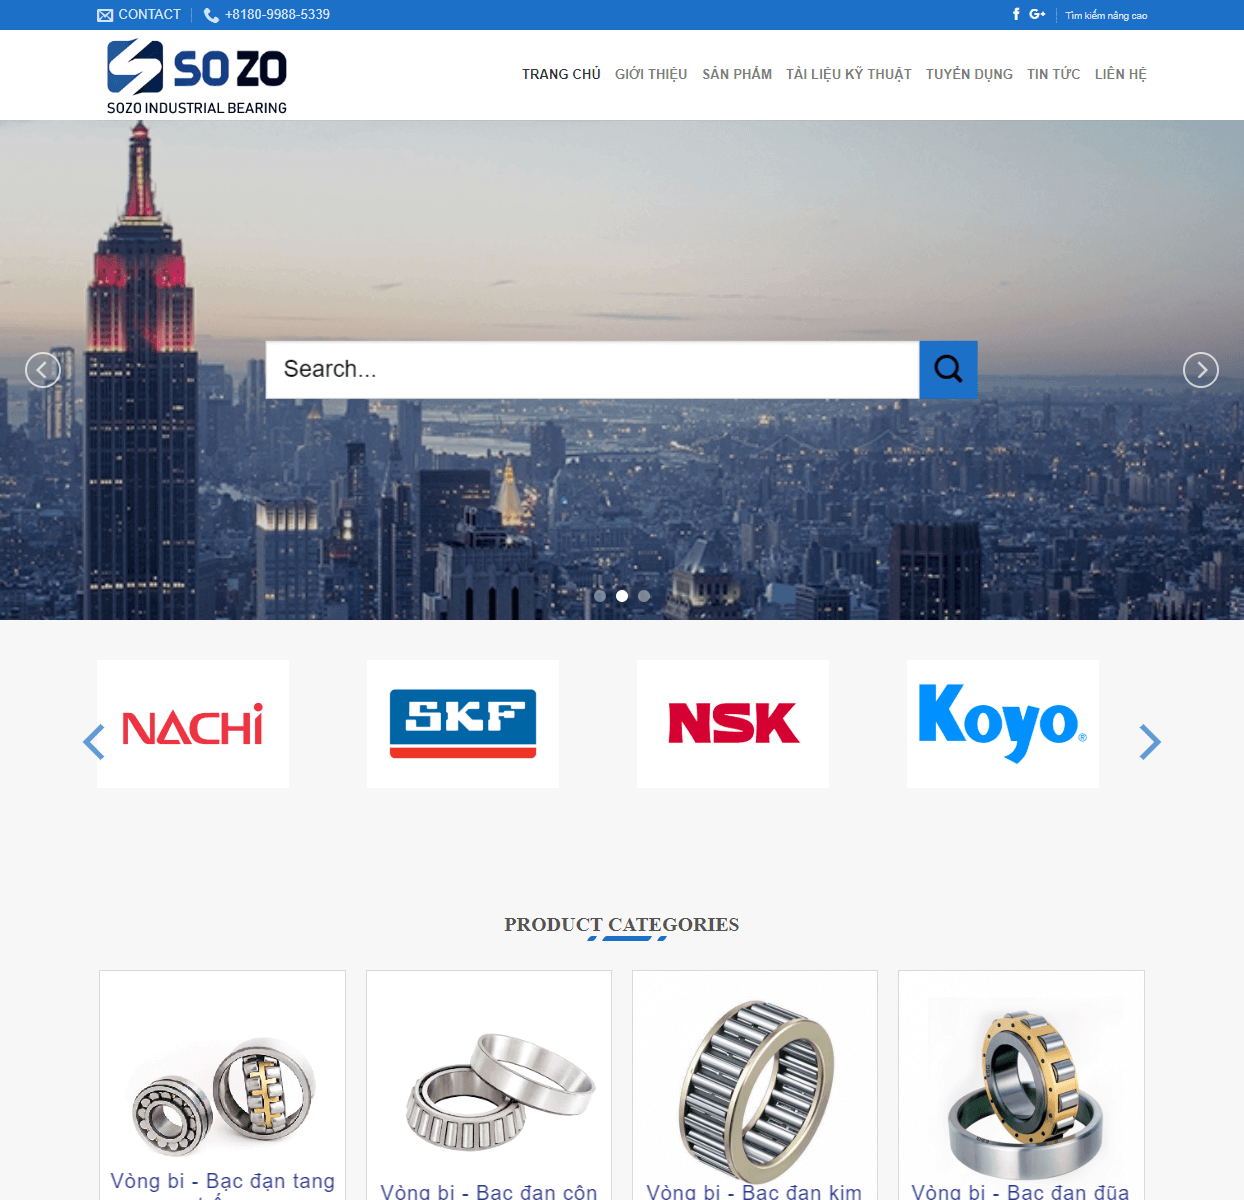 CONTACT
+8180-9988-5339
Tìm kiếm nâng cao
SOZO
SOZO INDUSTRIAL BEARING
TRANG CHỦ
GIỚI THIỆU
SẢN PHẨM
TÀI LIỆU KỸ THUẬT
TUYỂN DỤNG
TIN TỨC
LIÊN HỆ
Search...
NACHi
SKF
NSK
Koyo®
PRODUCT CATEGORIES
Vòng bi - Bạc đạn tang
Vòng bi - Bạc đạn côn
Vòng bi - Bạc đạn kim
Vòng bi - Bạc đạn đũa